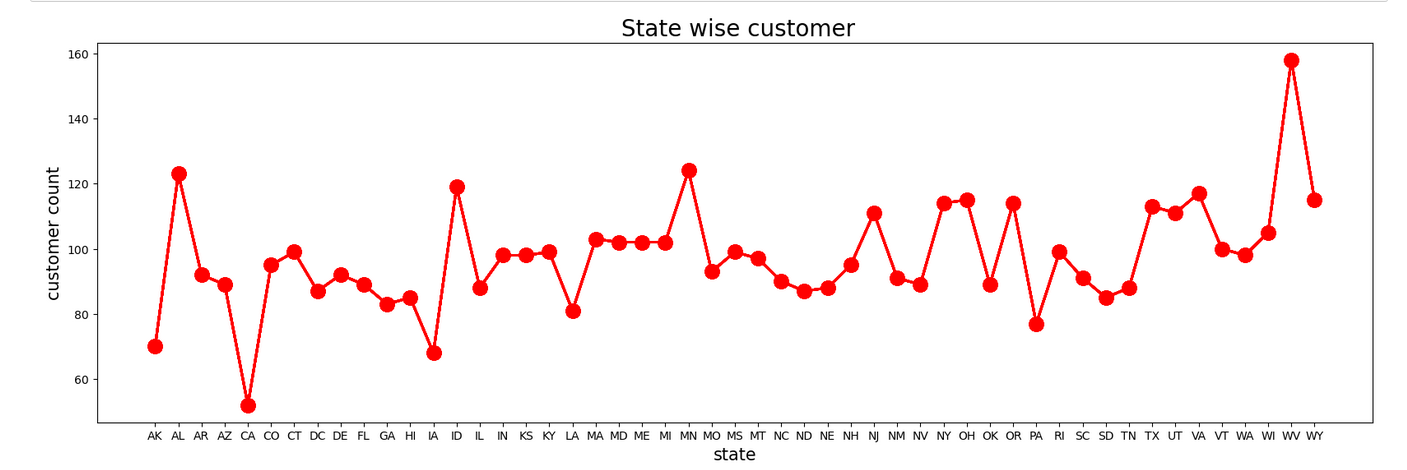 State wise customer
160
140
120
100
80
60
customer count
AK AL AR AZ CA CO CT DC DE FL GA HI IA ID IL IN KS KY LA MA MD ME MI MN MO MS MT NC ND NE NH NJ NM NV NY OH OK OR PA RI SC SD TN TX UT VA VT WA WI WV WY
state